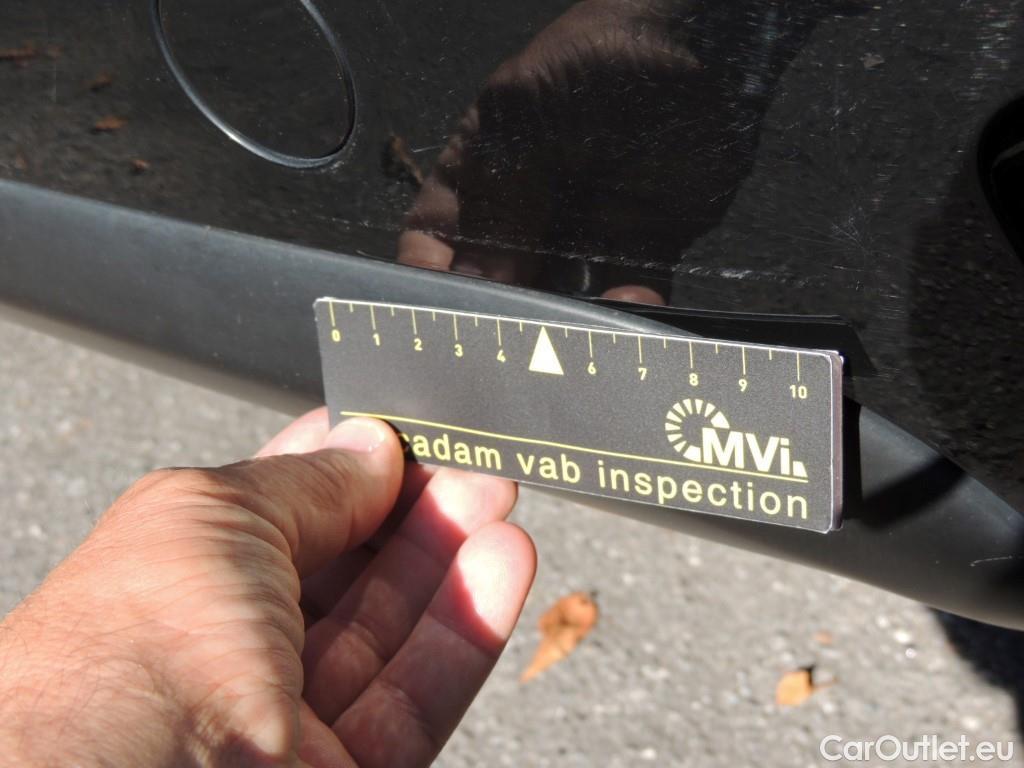 0 1 2 3 4 6 7 8 9 10
MVi
cadam vab inspection
CarOutlet.eu